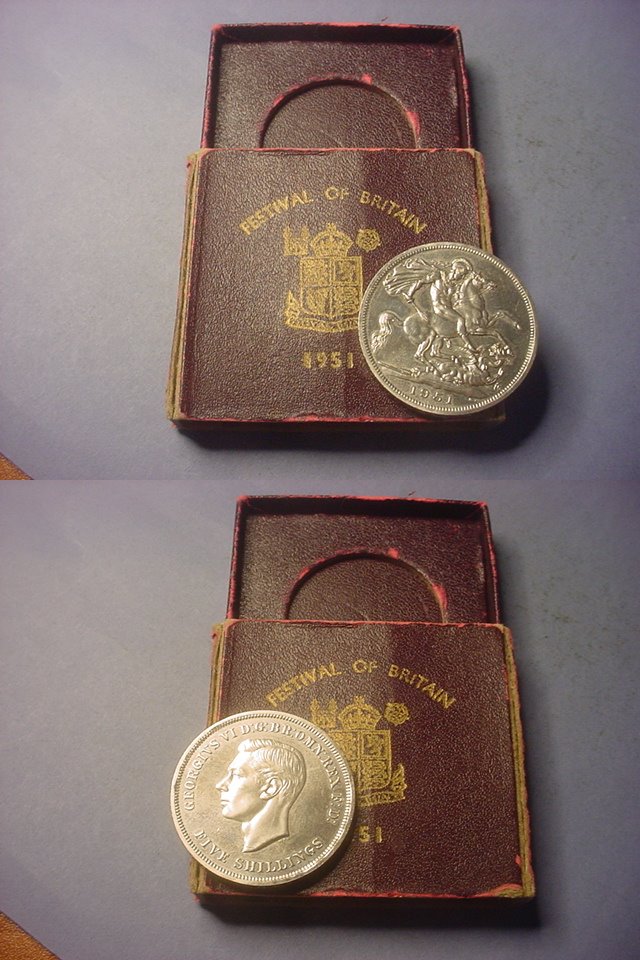 FESTIVAL OF BRITAIN
1951
1951
FESTIVAL OF BRITAIN
51
GEORGIVS VI D:G:BR:OMN:REX F:D:
FIVE SHILLINGS